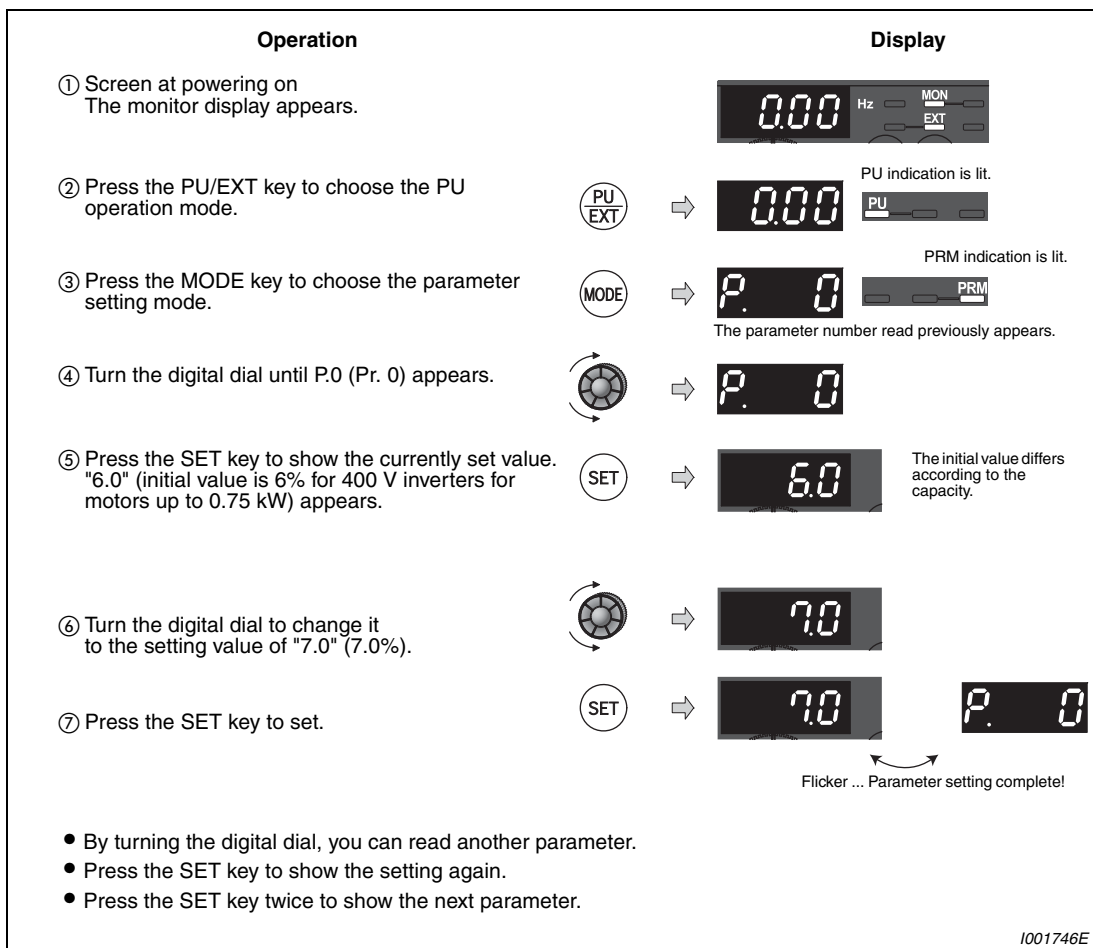 Operation
Display
① Screen at powering on
The monitor display appears.
0.00 Hz MON
EXT
② Press the PU/EXT key to choose the PU
operation mode.
PU
EXT
0.00
PU indication is lit.
PU
③ Press the MODE key to choose the parameter
setting mode.
MODE
P. 0
PRM indication is lit.
PRM
The parameter number read previously appears.
④ Turn the digital dial until P.0 (Pr. 0) appears.
P. 0
⑤ Press the SET key to show the currently set value.
"6.0" (initial value is 6% for 400 V inverters for
motors up to 0.75 kW) appears.
SET
6.0
The initial value differs
according to the
capacity.
⑥ Turn the digital dial to change it
to the setting value of "7.0" (7.0%).
7.0
⑦ Press the SET key to set.
SET
7.0
P. 0
Flicker ... Parameter setting complete!
● By turning the digital dial, you can read another parameter.
● Press the SET key to show the setting again.
● Press the SET key twice to show the next parameter.
I001746E